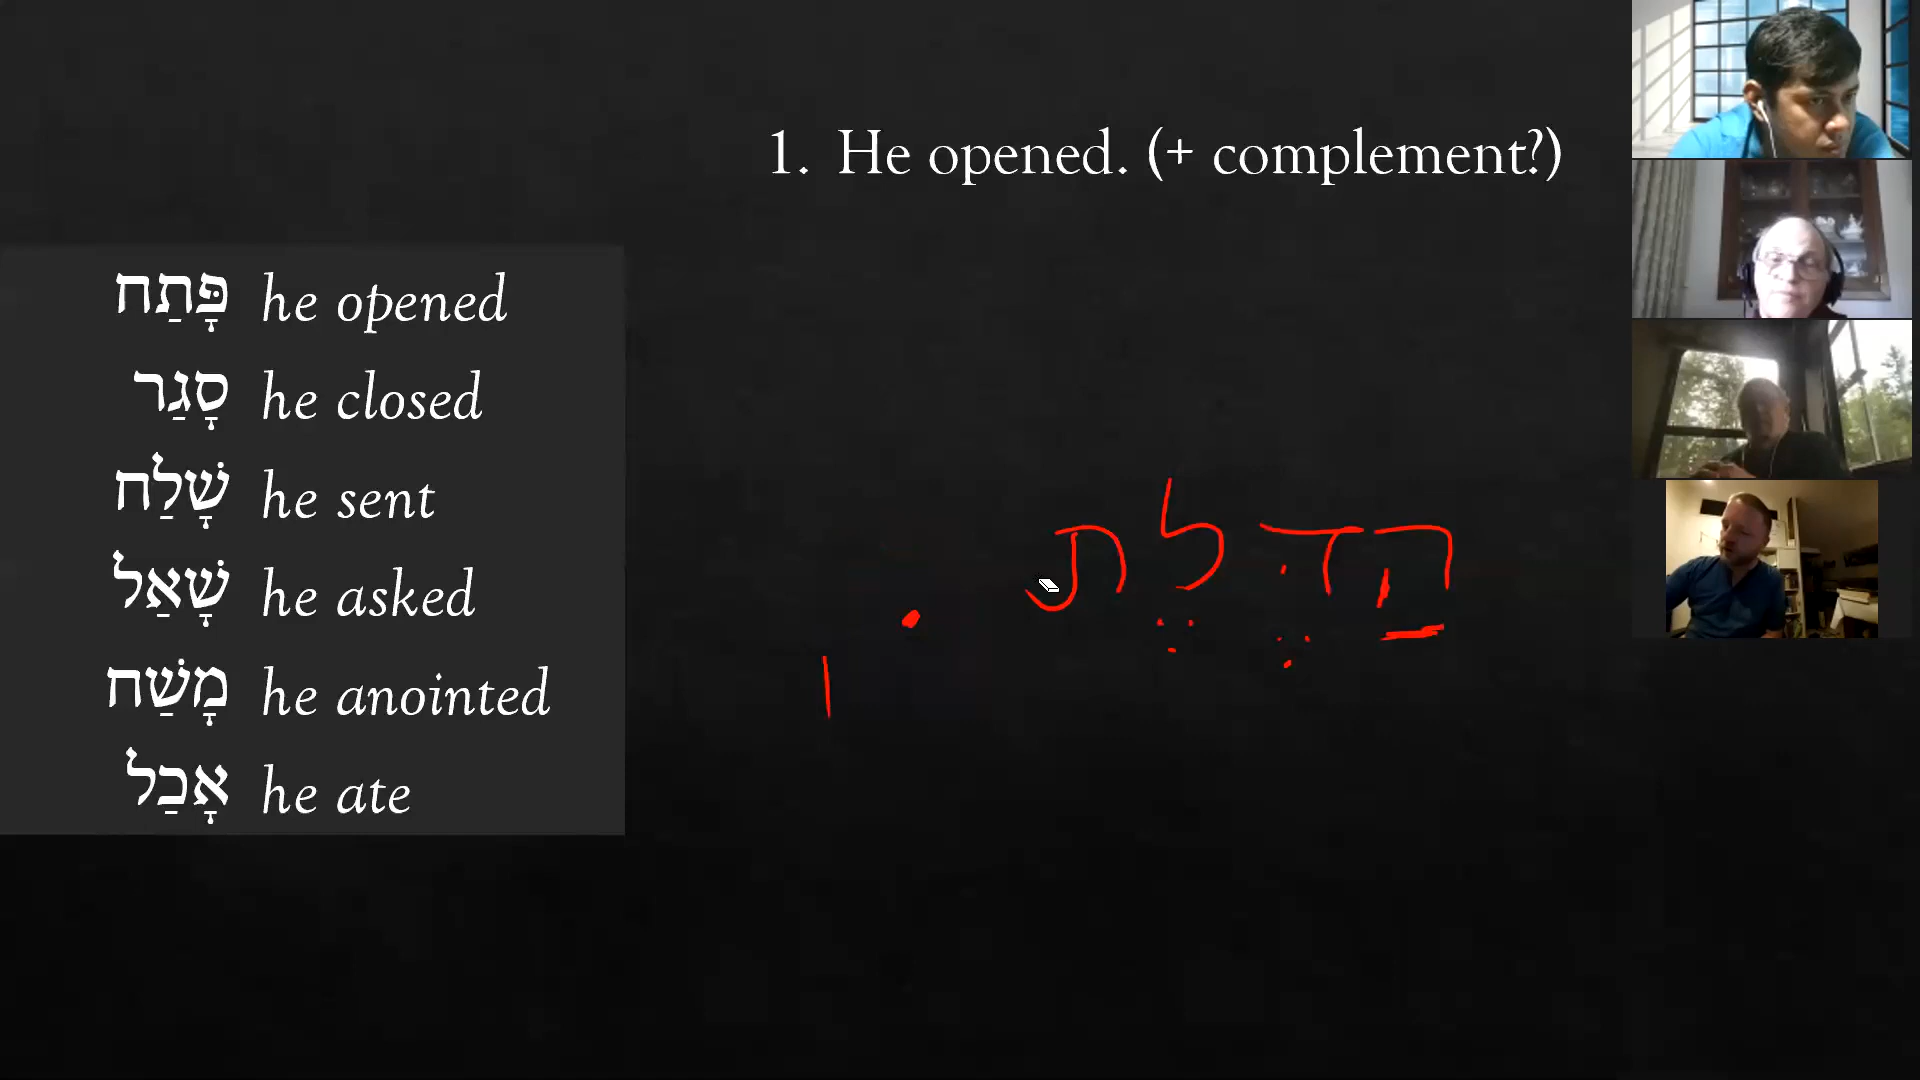 1. He opened. (+ complement?)
פָּתַח he opened
סָגַר he closed
שָׁלַח he sent
שָׁאַל he asked
מָשַׁח he anointed
אָכַל he ate
הַדֶּלֶת